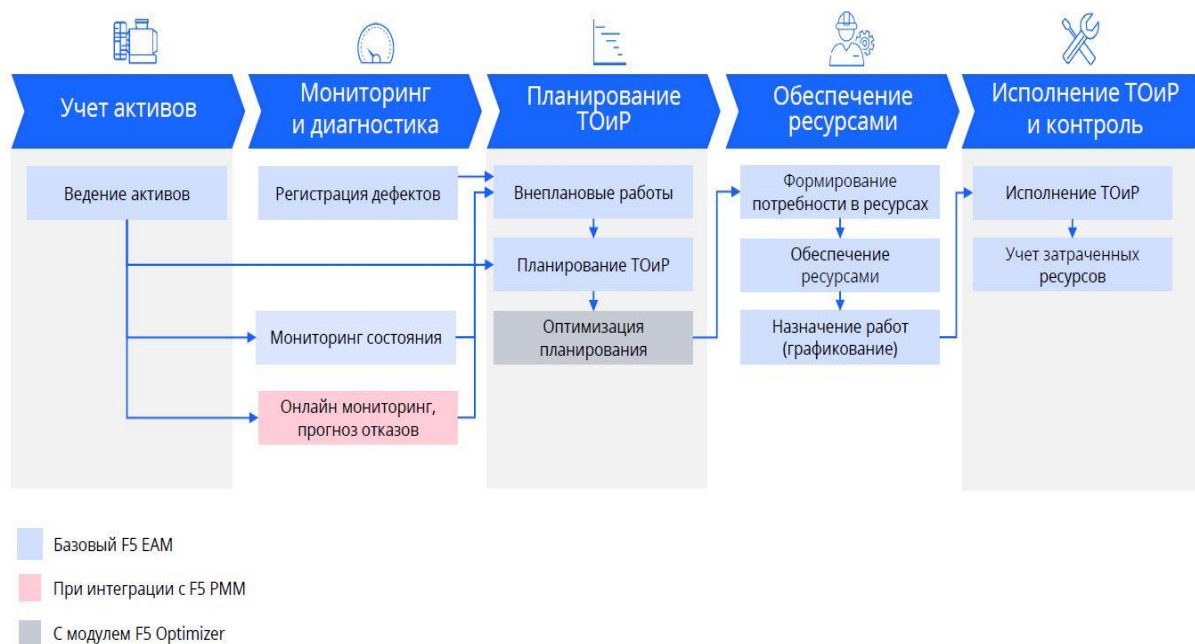 Учет активов
Мониторинг
и диагностика
Планирование
ТОиР
Обеспечение
ресурсами
Исполнение ТОиР
и контроль
Ведение активов
Регистрация дефектов
Мониторинг состояния
Онлайн мониторинг,
прогноз отказов
Внеплановые работы
Планирование ТОиР
Оптимизация
планирования
Формирование
потребности в ресурсах
Обеспечение
ресурсами
Назначение работ
(графикование)
Исполнение ТОиР
Учет затраченных
ресурсов
Базовый F5 EAM
При интеграции с F5 PMM
С модулем F5 Optimizer